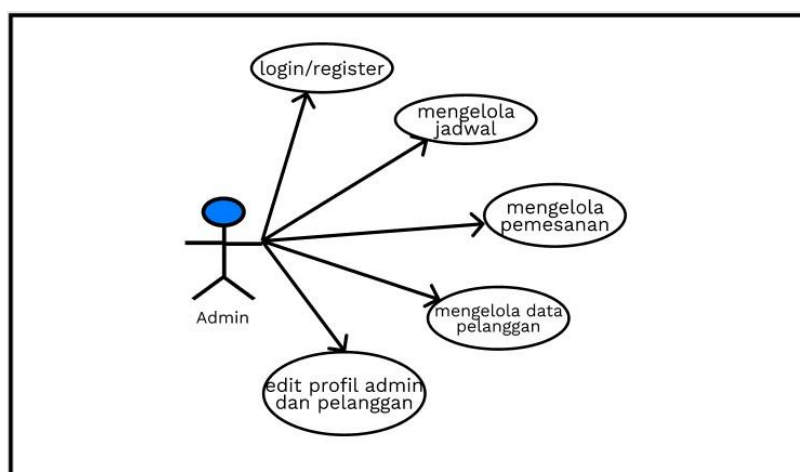 login/register
mengelola
jadwal
mengelola
pemesanan
Admin
mengelola data
pelanggan
edit profil admin
dan pelanggan